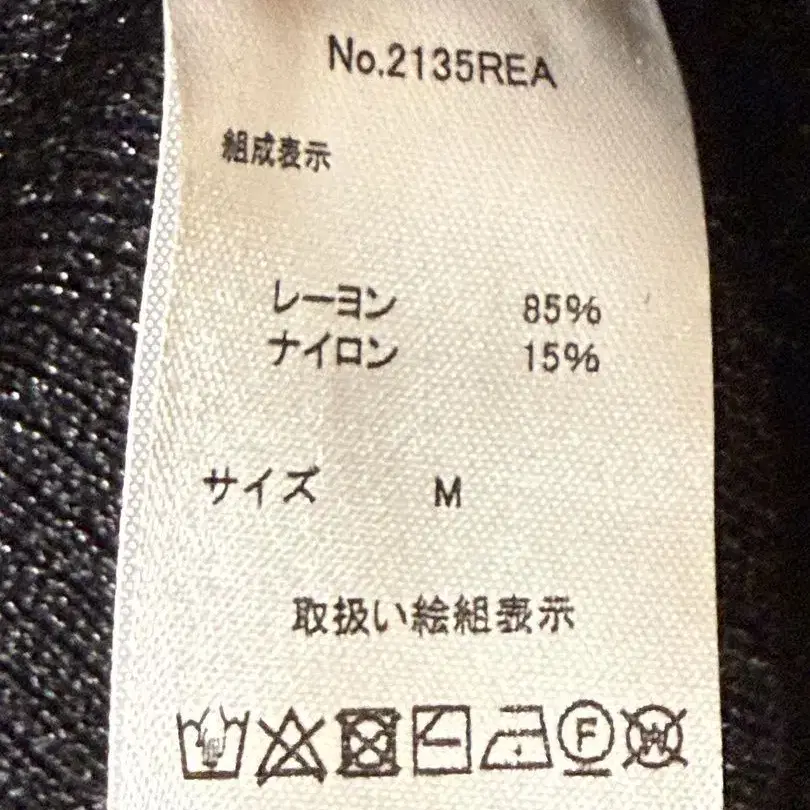 No.2135REA
組成表示
レーヨン 85%
ナイロン 15%
サイズ M
取扱い絵組表示
F W